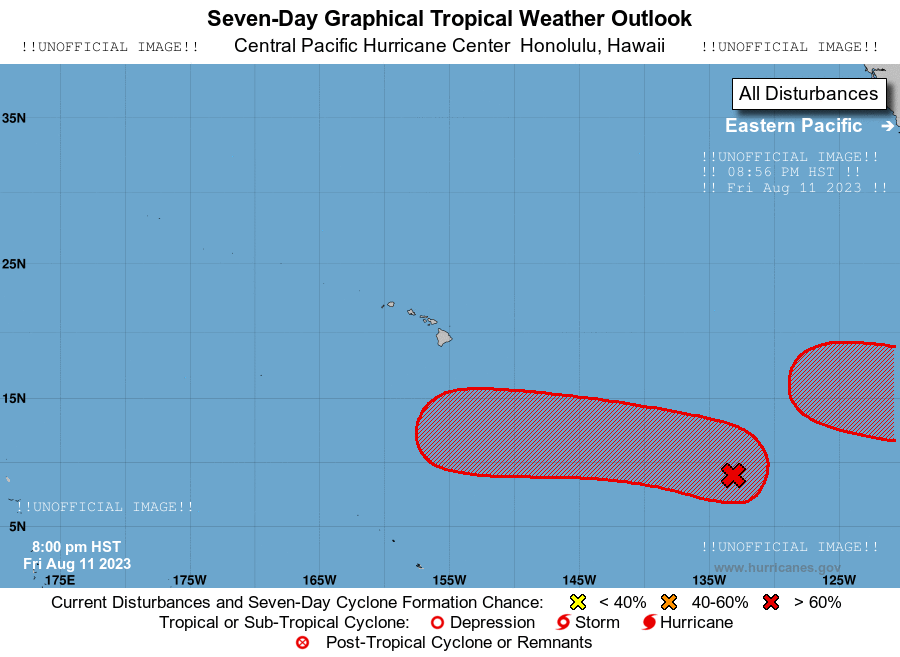 Seven-Day Graphical Tropical Weather Outlook
!!UNOFFICIAL IMAGE!! Central Pacific Hurricane Center Honolulu, Hawaii !!UNOFFICIAL IMAGE!!
All Disturbances
35N
Eastern Pacific →
!!UNOFFICIAL IMAGE!!
!! 08:56 PM HST !!
!! Fri Aug 11 2023 !!
25N
15N
!!UNOFFICIAL IMAGE!!
5N
8:00 pm HST
!!UNOFFICIAL IMAGE!!
Fri Aug 11 2023
www.hurricanes.gov
175E 175W 165W 155W 145W 135W 125W
Current Disturbances and Seven-Day Cyclone Formation Chance: < 40% 40-60% > 60%
Tropical or Sub-Tropical Cyclone: Depression Storm Hurricane
Post-Tropical Cyclone or Remnants